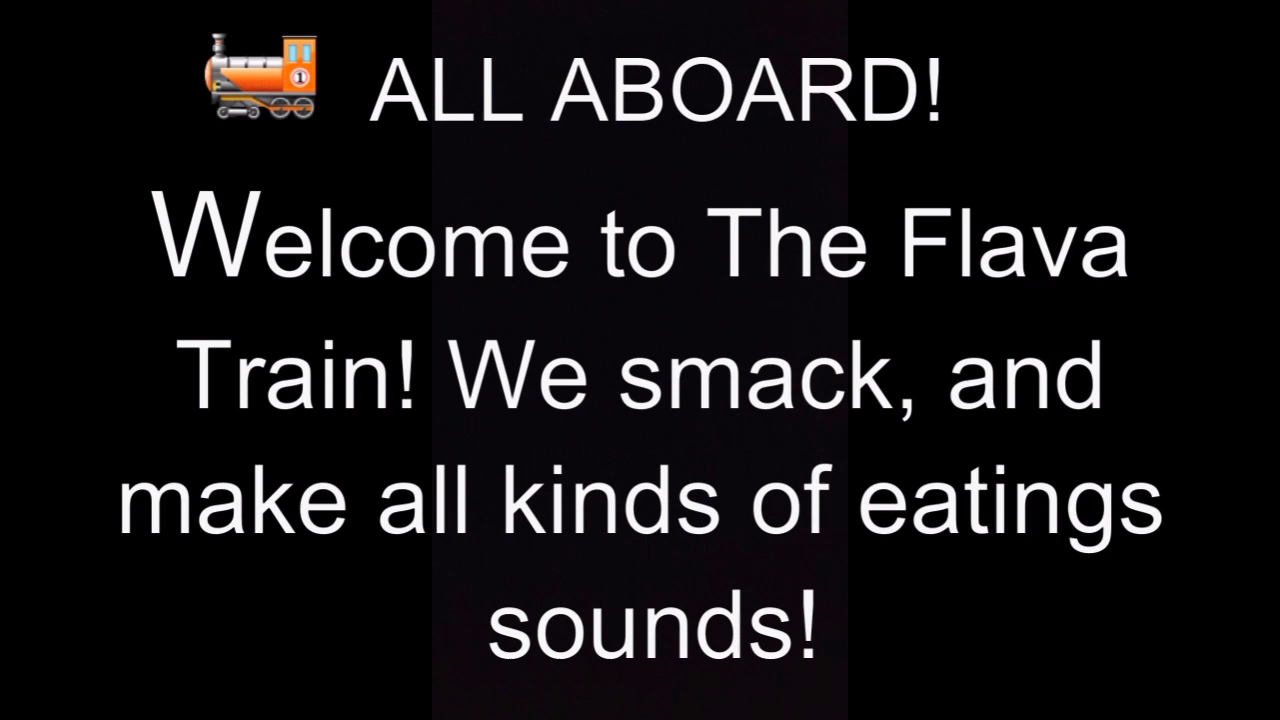 ALL ABOARD!
Welcome to The Flava
Train! We smack, and
make all kinds of eatings
sounds!